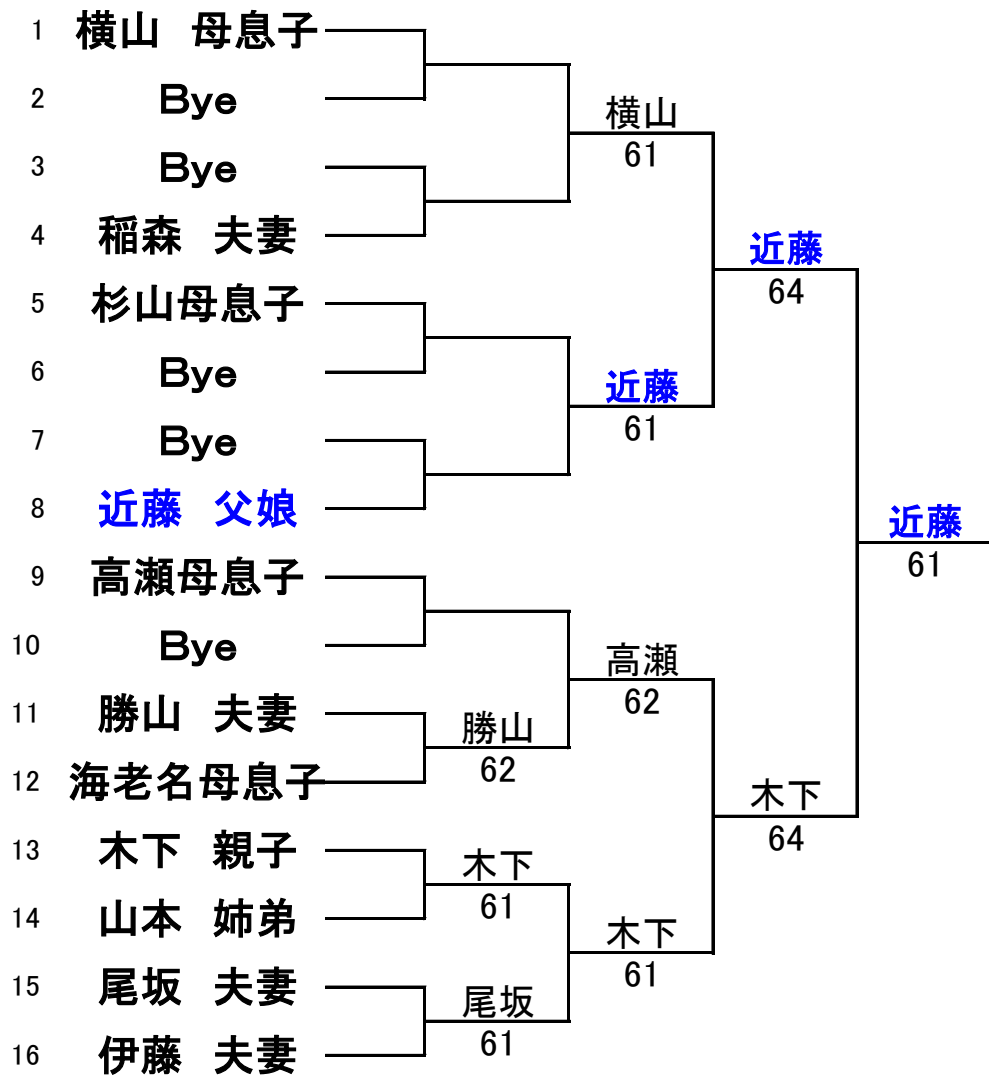 1 横山 母息子
2 Bye
横山
61
3 Bye
4 稲森 夫妻
近藤
64
5 杉山母息子
6 Bye
近藤
61
7 Bye
8 近藤 父娘
近藤
61
9 高瀬母息子
10 Bye
高瀬
62
11 勝山 夫妻
勝山
62
12 海老名母息子
木下
64
13 木下 親子
木下
61
14 山本 姉弟
木下
61
15 尾坂 夫妻
尾坂
61
16 伊藤 夫妻